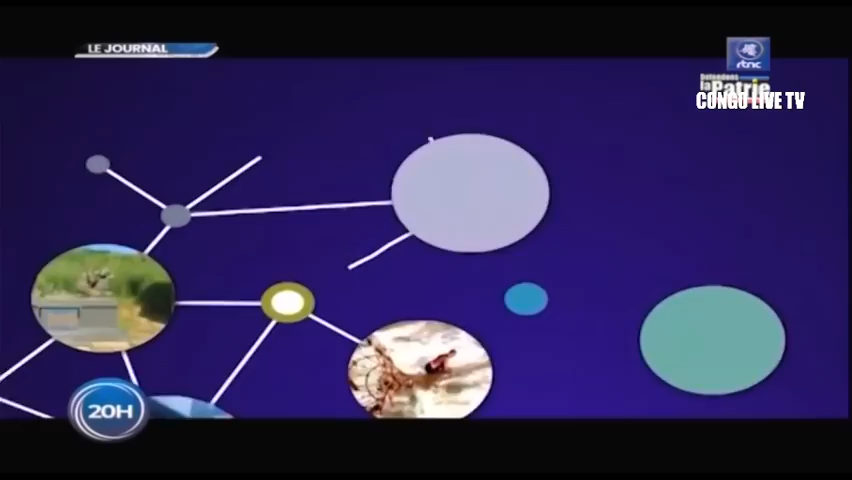 LE JOURNAL
rtnc
Défendons
la Patrie
CONGO LIVE TV
20H